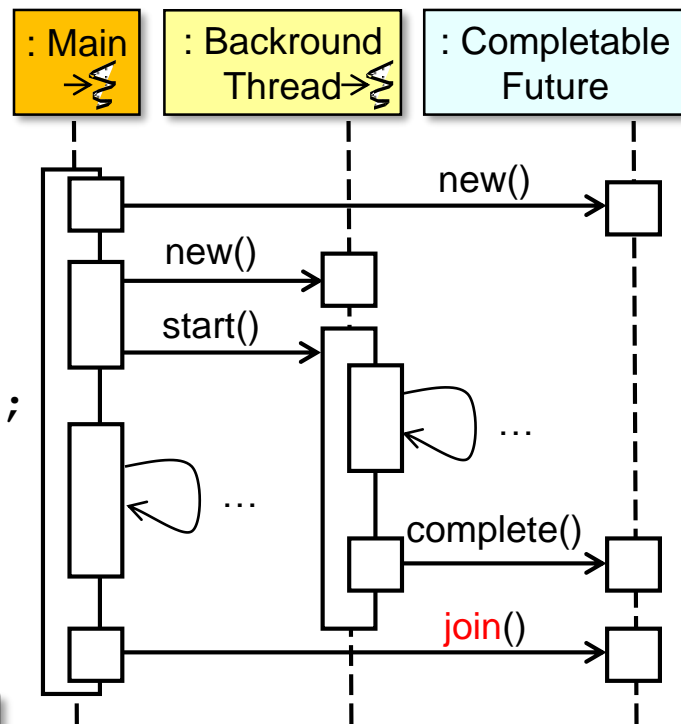 : Main
: Backround
Thread
: Completable
Future
new()
new()
start()
;
...
...
complete()
join()